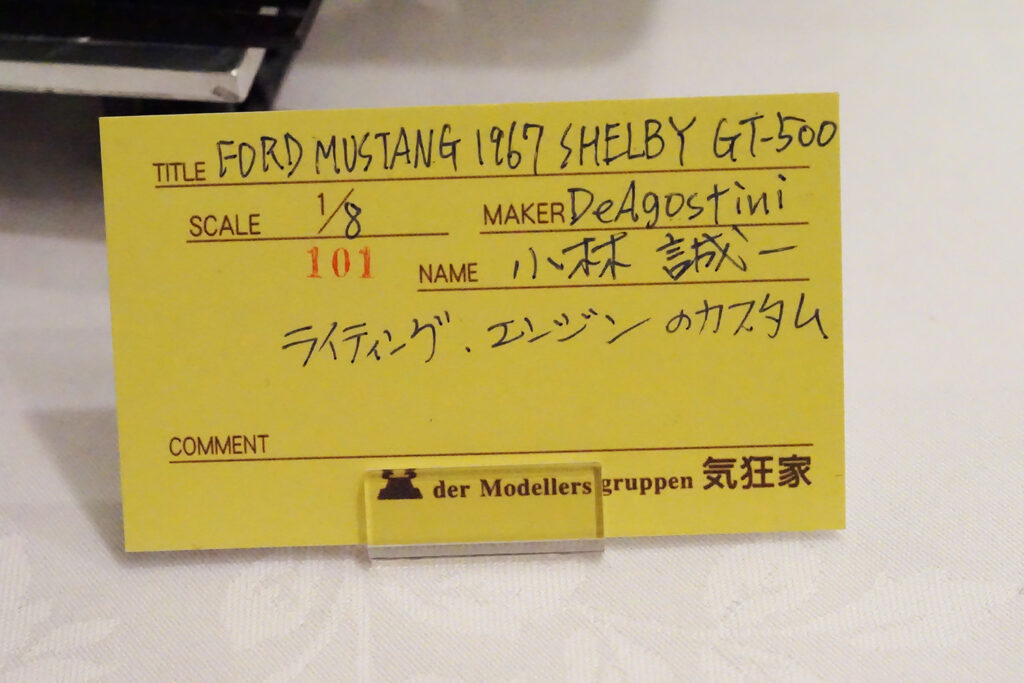 TITLE FORD MUSTANG 1967 SHELBY GT-500
SCALE 1/8 MAKER DeAgostini
101 NAME 小林 誠一
ライティング、エンジンのカスタム
COMMENT
der Modellers gruppen 気狂家